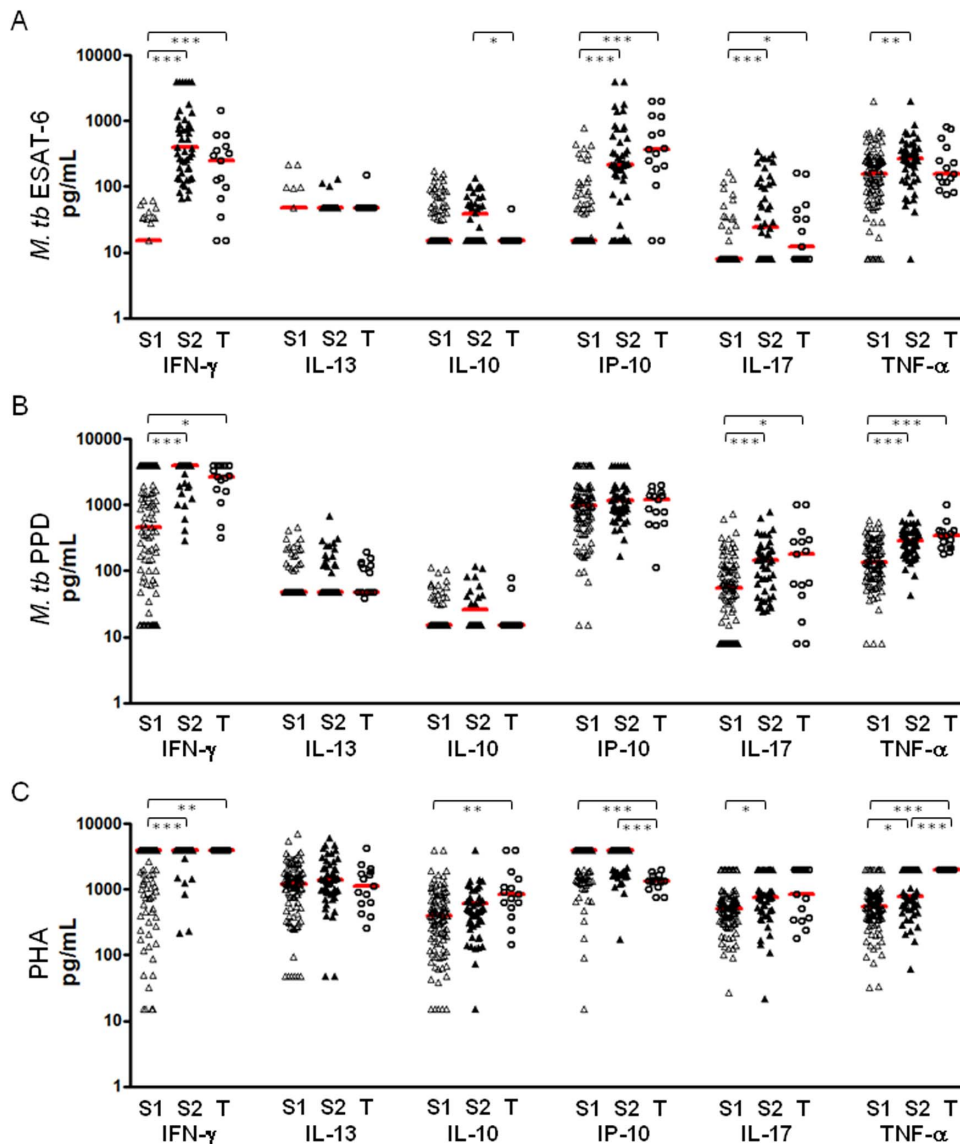 A
M. tb ESAT-6
pg/mL
*** * *** * 
*** *** *** **
10000
1000
100
10
1
S1 S2 T S1 S2 T S1 S2 T S1 S2 T S1 S2 T S1 S2 T
IFN-γ IL-13 IL-10 IP-10 IL-17 TNF-α
B
M. tb PPD
pg/mL
* * ***
*** *** ***
10000
1000
100
10
1
S1 S2 T S1 S2 T S1 S2 T S1 S2 T S1 S2 T S1 S2 T
IFN-γ IL-13 IL-10 IP-10 IL-17 TNF-α
C
PHA
pg/mL
** ** *** * ***
*** *** * ***
10000
1000
100
10
1
S1 S2 T S1 S2 T S1 S2 T S1 S2 T S1 S2 T S1 S2 T
IFN-γ IL-13 IL-10 IP-10 IL-17 TNF-α